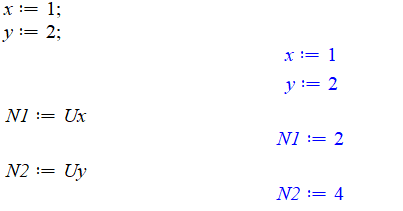 x := 1;
y := 2;
x := 1
y := 2
N1 := Ux
N1 := 2
N2 := Uy
N2 := 4